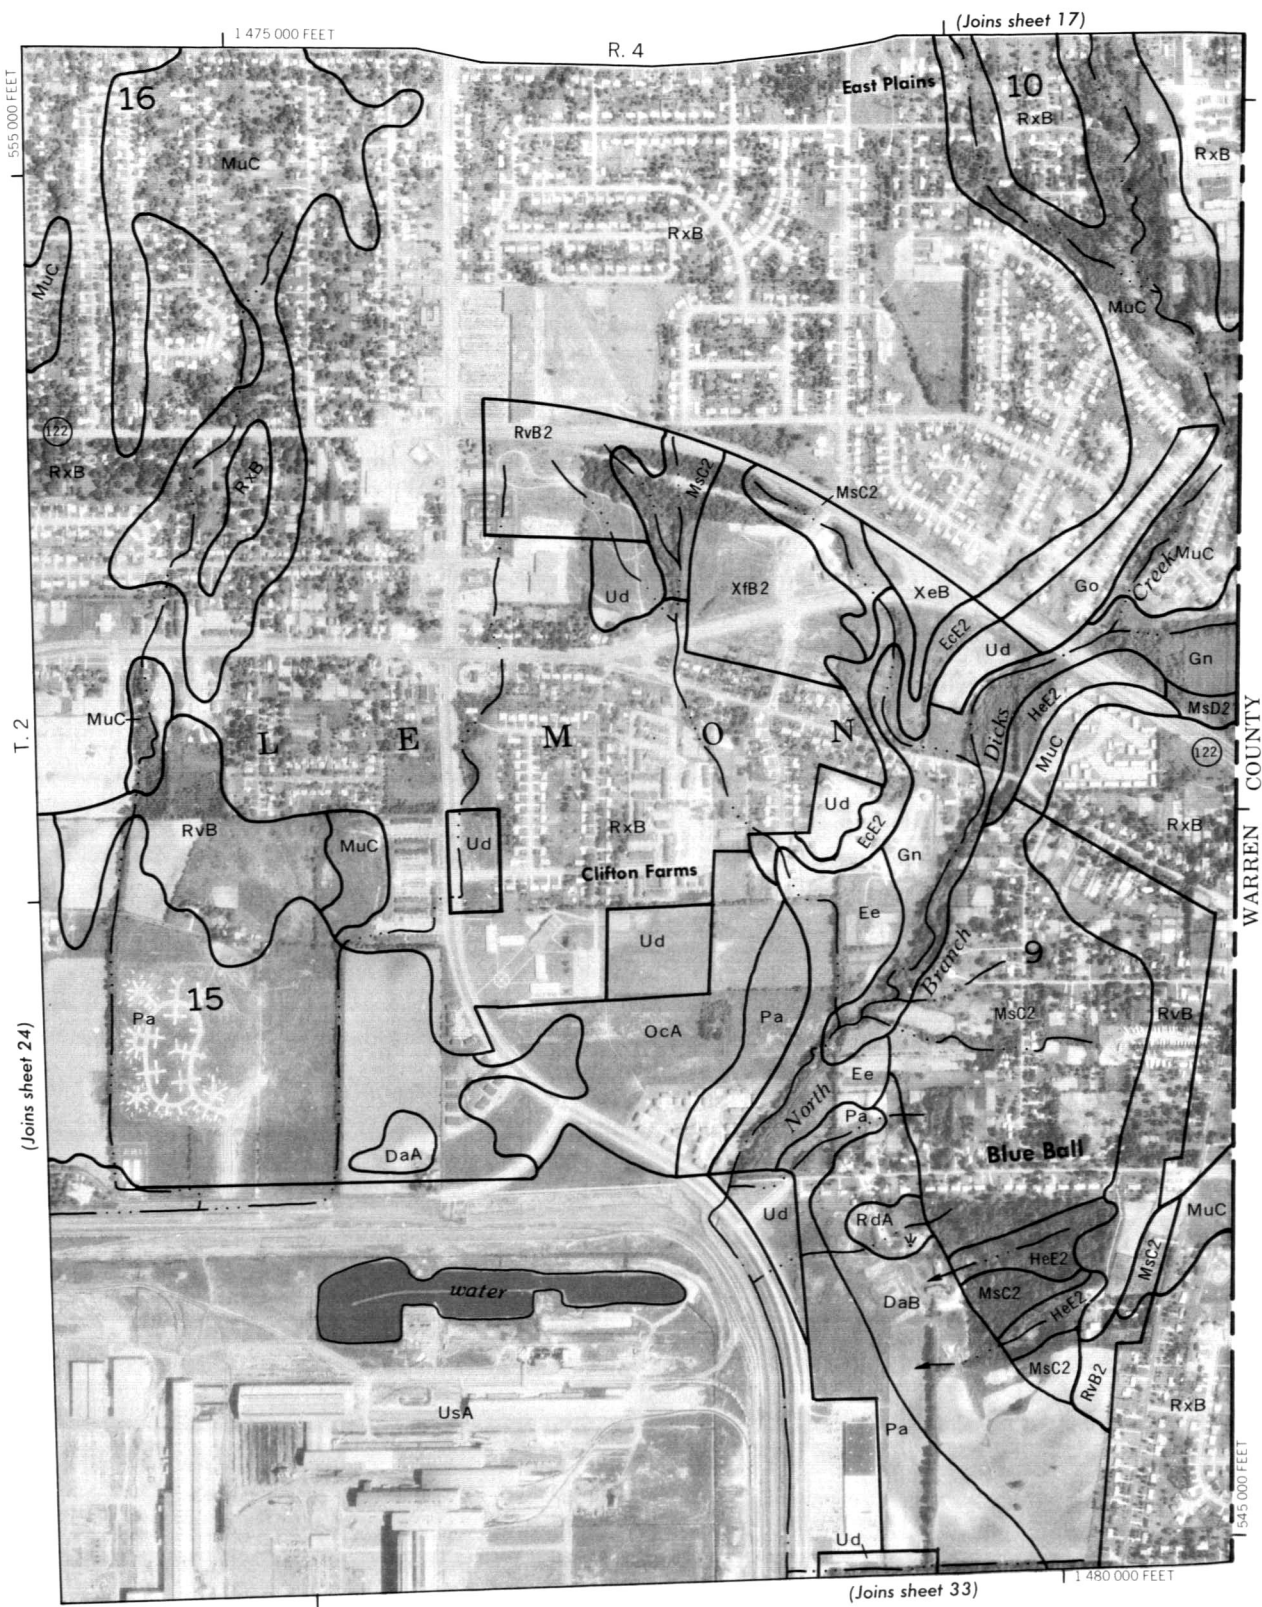 (Joins sheet 17)
1 475 000 FEET
R. 4
555 000 FEET
East Plains
16
10
RxB
MuC
RxB
RxB
MuC
MuC
122
RxB
RxB
RvB2
MsC2
MsC2
Creek
MuC
Go
Ud
XfB2
XeB
EcE2
Ud
Gn
HeE2
MsD2
MuC
T. 2
L E M O N
Dicks
MuC
122
WARREN COUNTY
RvB
MuC
Ud
RxB
Ud
EcE2
Gn
RxB
Clifton Farms
Ee
Ud
Branch
9
15
Pa
OcA
Pa
MsC2
RvB
(Joins sheet 24)
Ee
North
Pa
DaA
Blue Ball
Ud
RdA
MuC
HeE2
MsC2
water
MsC2
DaB
HeE2
MsC2
RvB2
UsA
RxB
Pa
545 000 FEET
Ud
(Joins sheet 33)
1 480 000 FEET